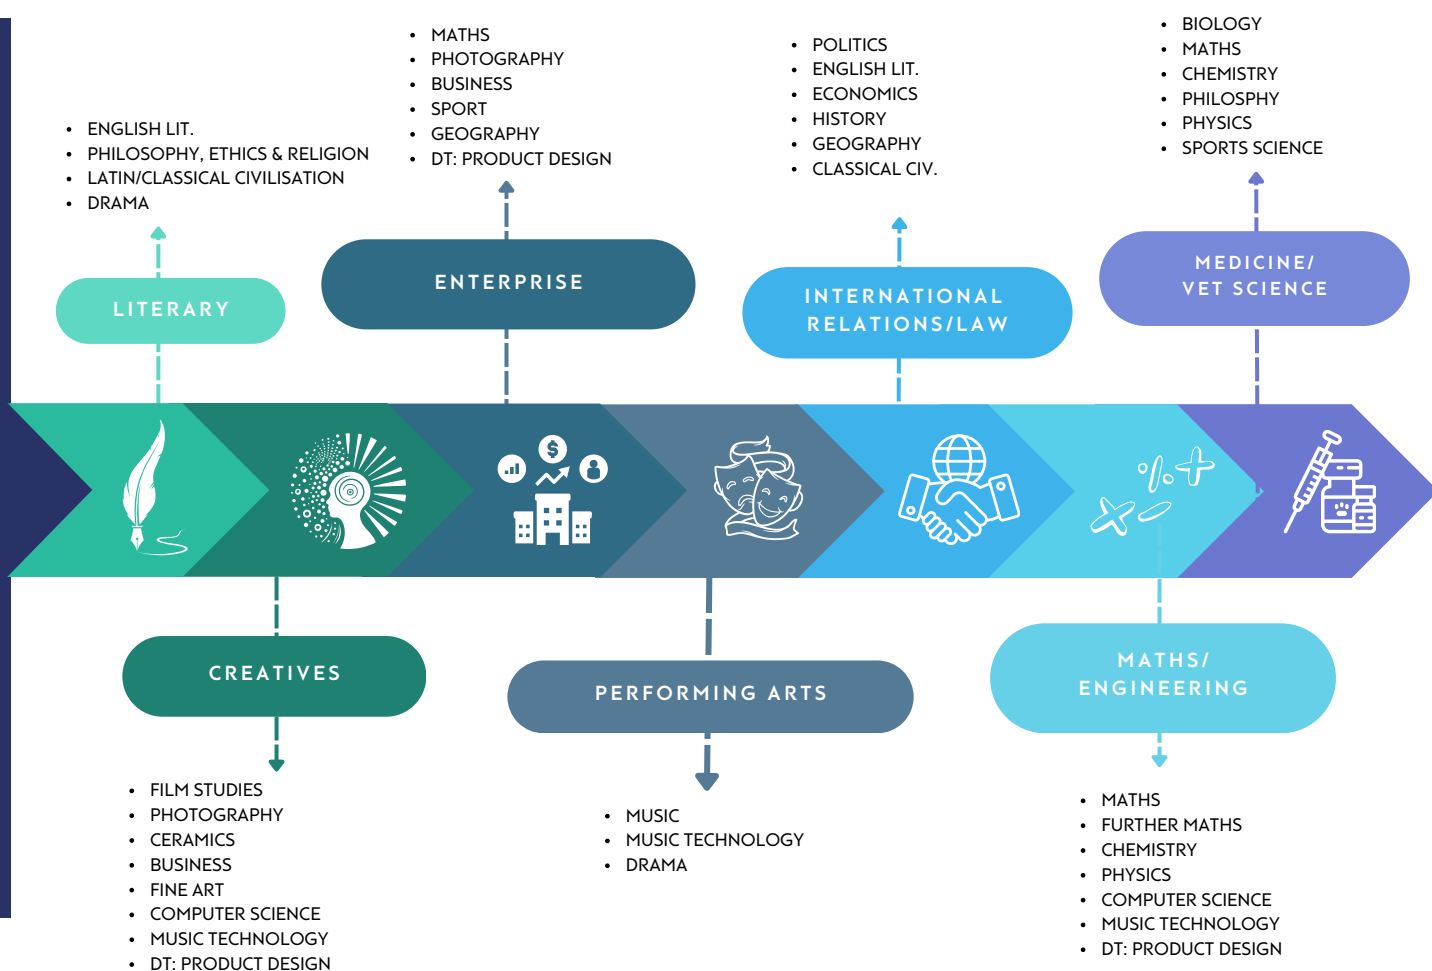 • ENGLISH LIT.
• PHILOSOPHY, ETHICS & RELIGION
• LATIN/CLASSICAL CIVILISATION
• DRAMA
LITERARY
• MATHS
• PHOTOGRAPHY
• BUSINESS
• SPORT
• GEOGRAPHY
• DT: PRODUCT DESIGN
ENTERPRISE
• POLITICS
• ENGLISH LIT.
• ECONOMICS
• HISTORY
• GEOGRAPHY
• CLASSICAL CIV.
INTERNATIONAL
RELATIONS/LAW
• BIOLOGY
• MATHS
• CHEMISTRY
• PHILOSPHY
• PHYSICS
• SPORTS SCIENCE
MEDICINE/
VET SCIENCE
$
CREATIVES
• FILM STUDIES
• PHOTOGRAPHY
• CERAMICS
• BUSINESS
• FINE ART
• COMPUTER SCIENCE
• MUSIC TECHNOLOGY
• DT: PRODUCT DESIGN
PERFORMING ARTS
• MUSIC
• MUSIC TECHNOLOGY
• DRAMA
MATHS/
ENGINEERING
• MATHS
• FURTHER MATHS
• CHEMISTRY
• PHYSICS
• COMPUTER SCIENCE
• MUSIC TECHNOLOGY
• DT: PRODUCT DESIGN